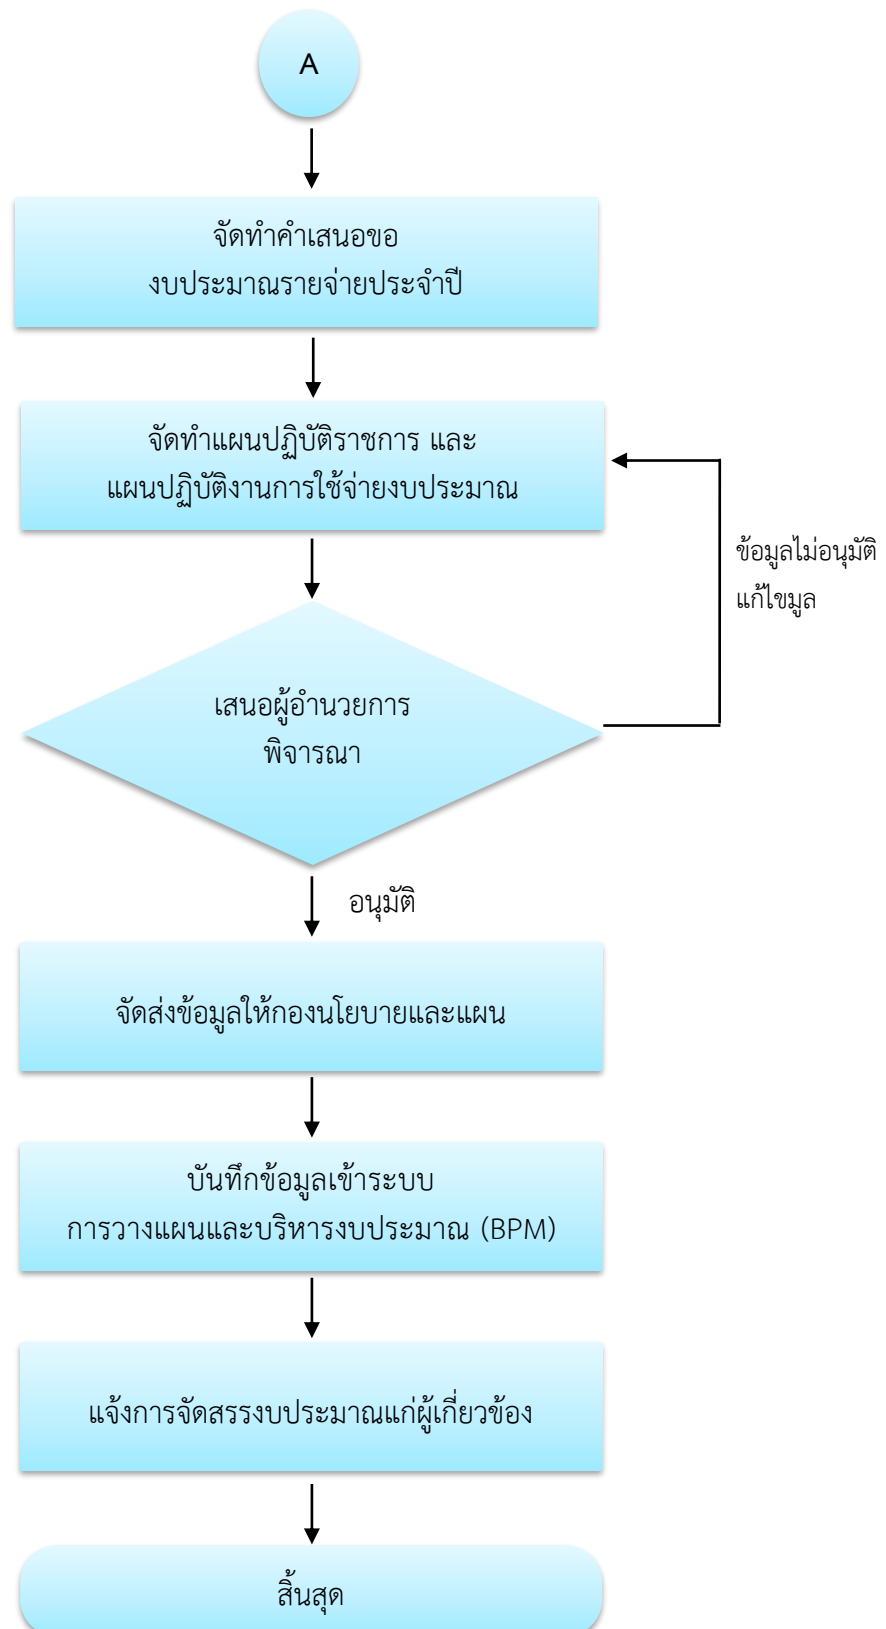 A
จัดทำคำเสนอขอ
งบประมาณรายจ่ายประจำปี
จัดทำแผนปฏิบัติราชการ และ
แผนปฏิบัติงานการใช้จ่ายงบประมาณ
ข้อมูลไม่อนุมัติ
แก้ไขมูล
เสนอผู้อำนวยการ
พิจารณา
อนุมัติ
จัดส่งข้อมูลให้กองนโยบายและแผน
บันทึกข้อมูลเข้าระบบ
การวางแผนและบริหารงบประมาณ (BPM)
แจ้งการจัดสรรงบประมาณแก่ผู้เกี่ยวข้อง
สิ้นสุด